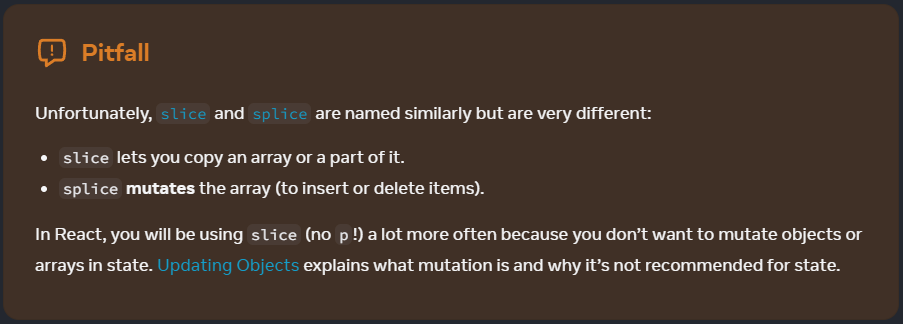 Pitfall
Unfortunately, slice and splice are named similarly but are very different:
• slice lets you copy an array or a part of it.
• splice mutates the array (to insert or delete items).
In React, you will be using slice (no p!) a lot more often because you don’t want to mutate objects or
arrays in state. Updating Objects explains what mutation is and why it’s not recommended for state.